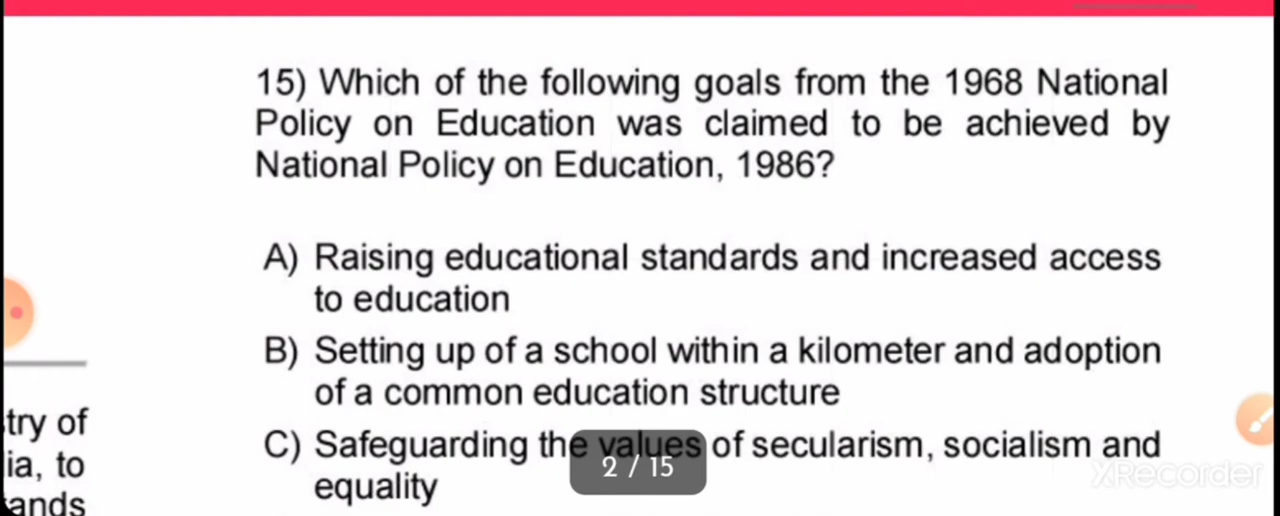 15) Which of the following goals from the 1968 National
Policy on Education was claimed to be achieved by
National Policy on Education, 1986?
A) Raising educational standards and increased access
to education
B) Setting up of a school within a kilometer and adoption
of a common education structure
C) Safeguarding the values of secularism, socialism and
equality
2 / 15
try of
ia, to
ands
XRecorder